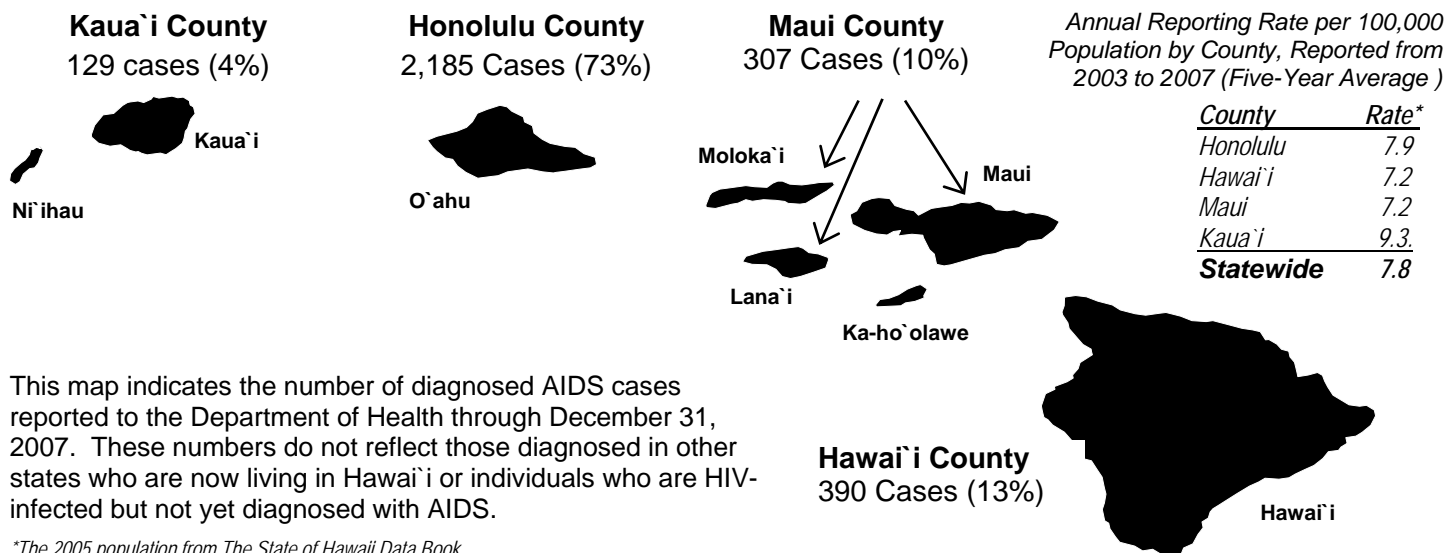 Kaua`i County
129 cases (4%)
Honolulu County
2,185 Cases (73%)
Maui County
307 Cases (10%)
Annual Reporting Rate per 100,000
Population by County, Reported from
2003 to 2007 (Five-Year Average )
County Rate*
Honolulu 7.9
Hawai`i 7.2
Maui 7.2
Kaua`i 9.3.
Statewide 7.8
Kaua`i
Ni`ihau
O`ahu
Moloka`i
Maui
Lana`i
Ka-ho`olawe
This map indicates the number of diagnosed AIDS cases
reported to the Department of Health through December 31,
2007. These numbers do not reflect those diagnosed in other
states who are now living in Hawai`i or individuals who are HIV-
infected but not yet diagnosed with AIDS.
Hawai`i County
390 Cases (13%)
Hawai`i
*The 2005 population from The State of Hawaii Data Book